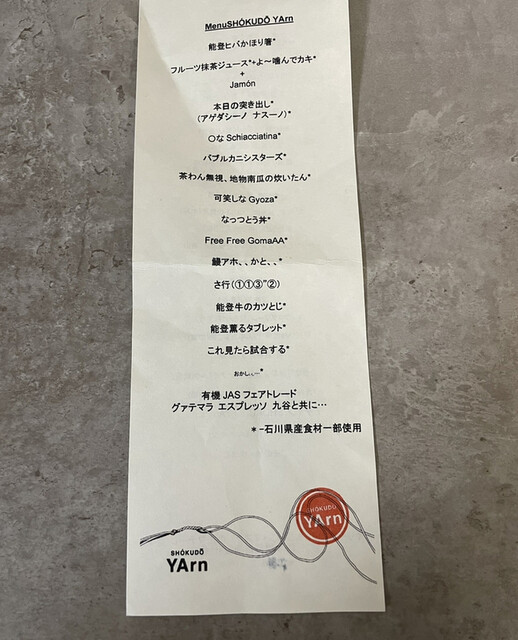 MenuSHŌKUDŌ YArn
能登ヒバかほり箸*
フルーツ抹茶ジュース*+よ〜噛んでカキ*
+
Jamón
本日の突き出し*
(アゲダシーノ ナスーノ)*
〇な Schiacciatina*
バブルカニシスターズ*
茶わん無視、地物南瓜の炊いたん*
可笑しな Gyoza*
なっつとう丼*
Free Free GomaAA*
鰻アホ、、かと、、*
さ行(①①③"②)
能登牛のカツとじ*
能登薫るタブレット*
これ見たら試合する*
おかしぃぃ…*
有機 JAS フェアトレード
グァテマラ エスプレッソ 九谷と共に…
*-石川県産食材一部使用
SHŌKUDŌ
YArn
SHŌKUDŌ
YArn